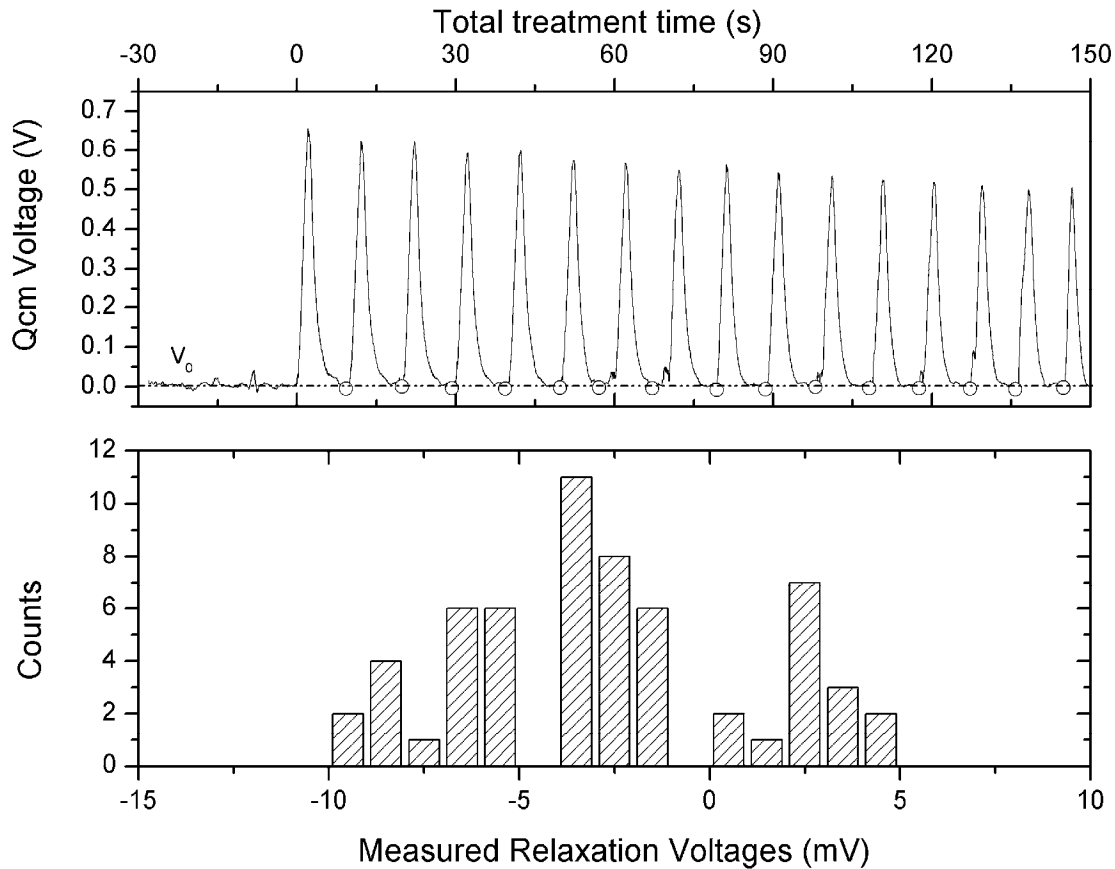 Total treatment time (s)
-30 0 30 60 90 120 150
Qcm Voltage (V)
0.7
0.6
0.5
0.4
0.3
0.2
0.1
0.0
V0
Counts
12
10
8
6
4
2
0
-15 -10 -5 0 5 10
Measured Relaxation Voltages (mV)